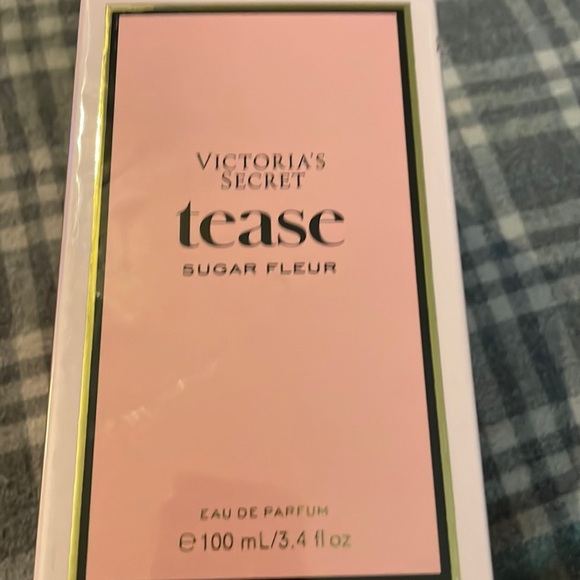 VICTORIA'S
SECRET
tease
SUGAR FLEUR
EAU DE PARFUM
℮ 100 mL/3.4 fl oz